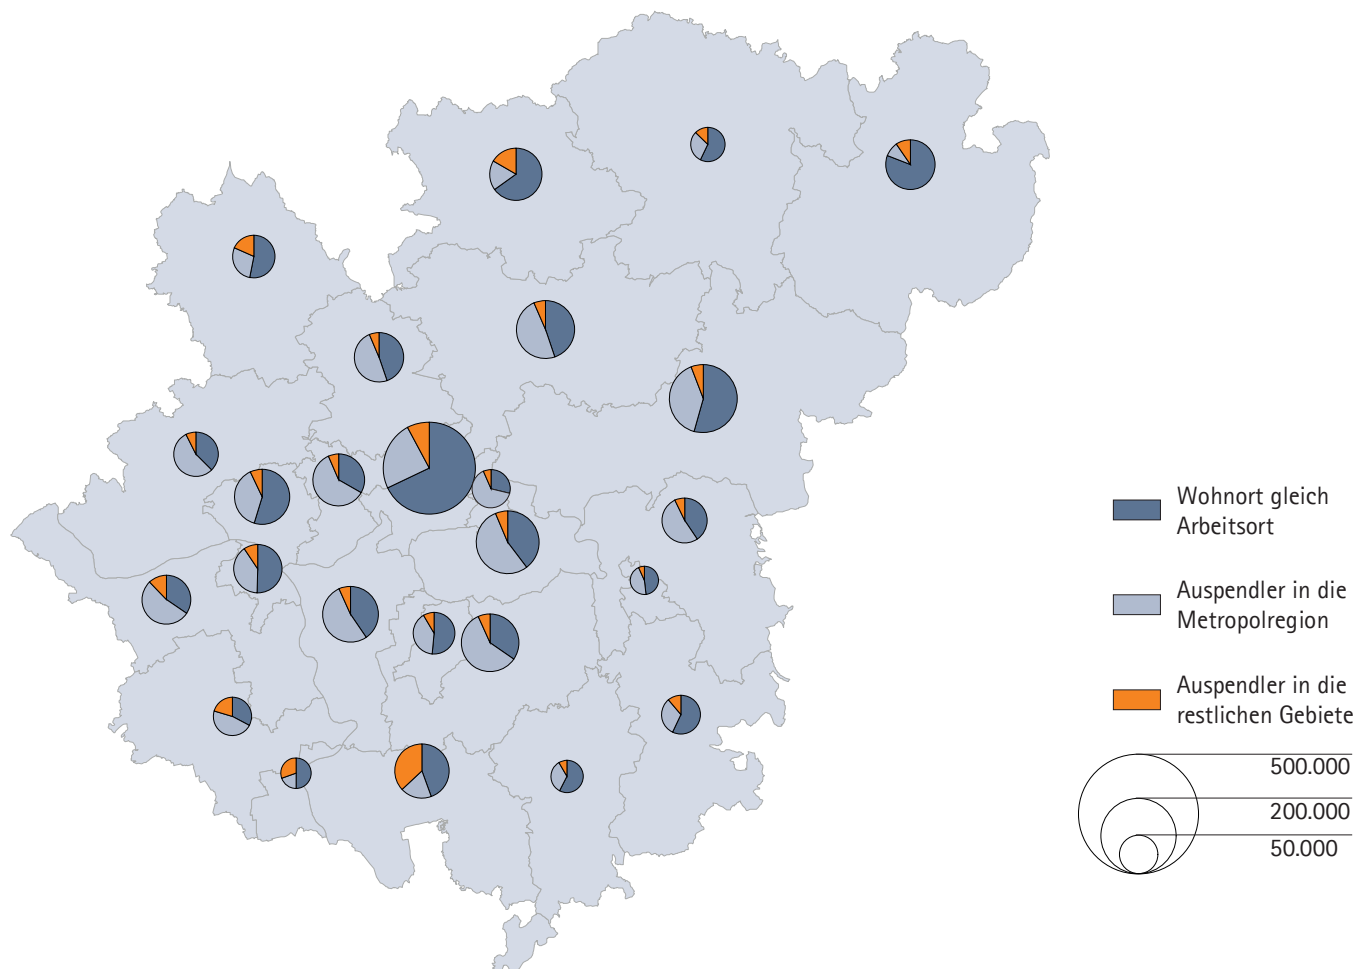 Wohnort gleich
Arbeitsort
Auspendler in die
Metropolregion
Auspendler in die
restlichen Gebiete
500.000
200.000
50.000